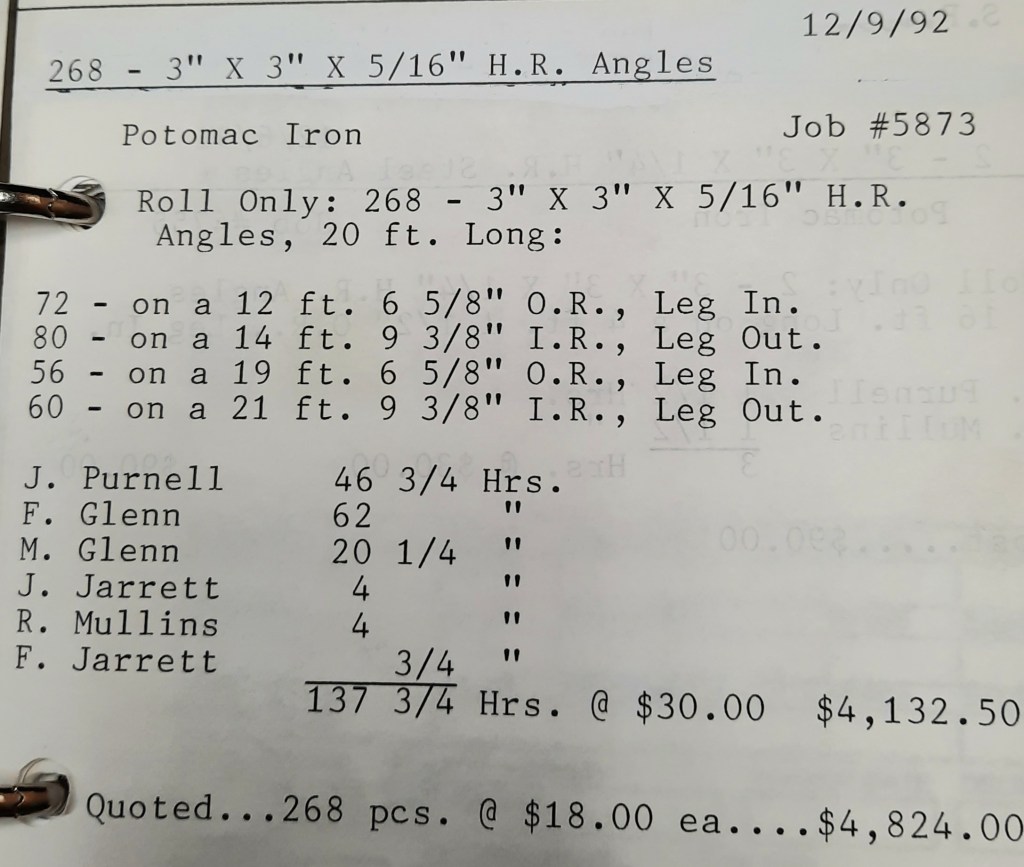 12/9/92
268 - 3" X 3" X 5/16" H.R. Angles
Potomac Iron Job #5873
Roll Only: 268 - 3" X 3" X 5/16" H.R.
Angles, 20 ft. Long:
72 - on a 12 ft. 6 5/8" O.R., Leg In.
80 - on a 14 ft. 9 3/8" I.R., Leg Out.
56 - on a 19 ft. 6 5/8" O.R., Leg In.
60 - on a 21 ft. 9 3/8" I.R., Leg Out.
J. Purnell 46 3/4 Hrs.
F. Glenn 62 "
M. Glenn 20 1/4 "
J. Jarrett 4 "
R. Mullins 4 "
F. Jarrett 3/4 "
137 3/4 Hrs. @ $30.00 $4,132.50
Quoted...268 pcs. @ $18.00 ea....$4,824.00